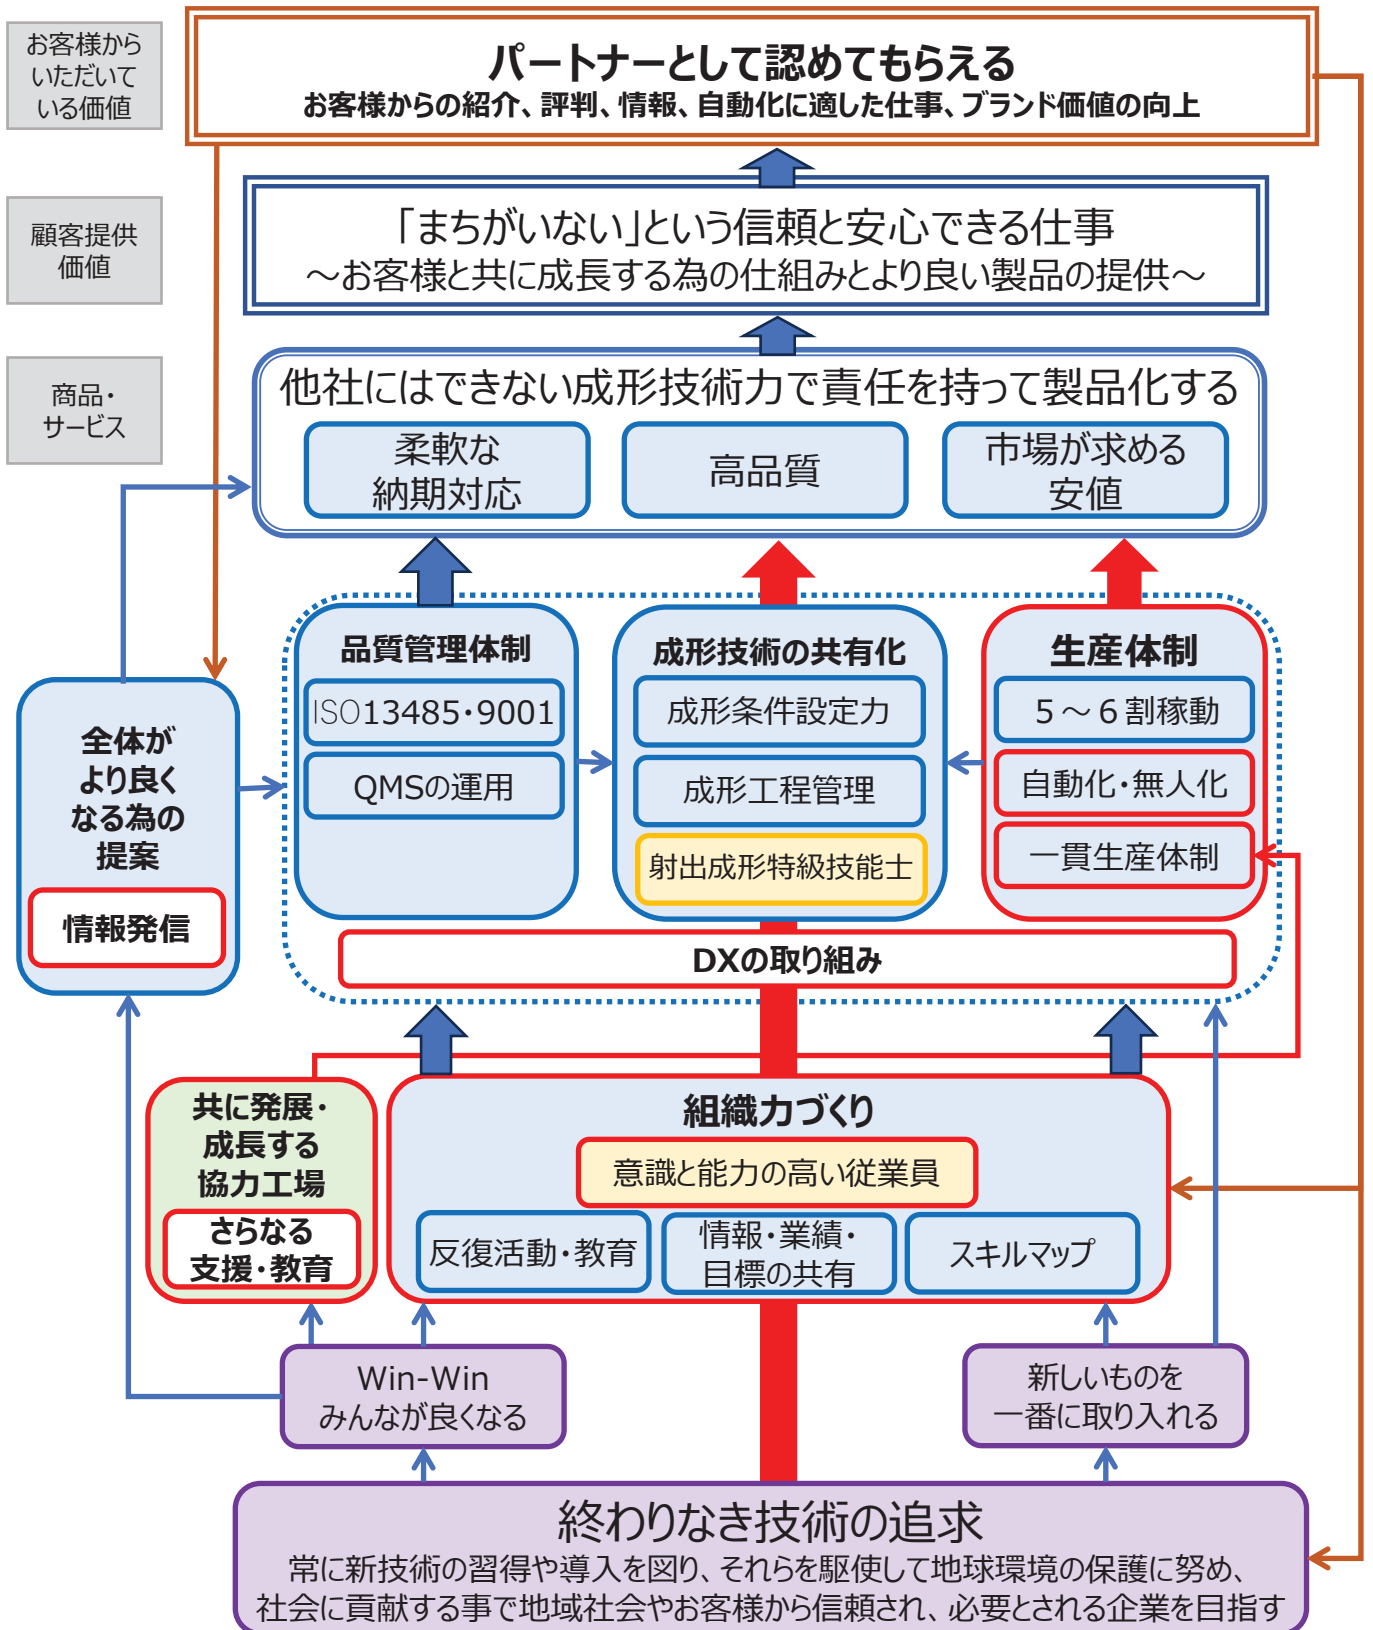 お客様から
いただいて
いる価値
パートナーとして認めてもらえる
お客様からの紹介、評判、情報、自動化に適した仕事、ブランド価値の向上
顧客提供
価値
「まちがいない」という信頼と安心できる仕事
～お客様と共に成長する為の仕組みとより良い製品の提供～
商品・
サービス
他社にはできない成形技術力で責任を持って製品化する
柔軟な
納期対応
高品質
市場が求める
安値
品質管理体制
ISO13485・9001
QMSの運用
成形技術の共有化
成形条件設定力
成形工程管理
射出成形特級技能士
生産体制
５～６割稼動
自動化・無人化
一貫生産体制
全体が
より良く
なる為の
提案
情報発信
DXの取り組み
共に発展・
成長する
協力工場
さらなる
支援・教育
組織力づくり
意識と能力の高い従業員
反復活動・教育
情報・業績・
目標の共有
スキルマップ
Win-Win
みんなが良くなる
新しいものを
一番に取り入れる
終わりなき技術の追求
常に新技術の習得や導入を図り、それらを駆使して地球環境の保護に努め、
社会に貢献する事で地域社会やお客様から信頼され、必要とされる企業を目指す